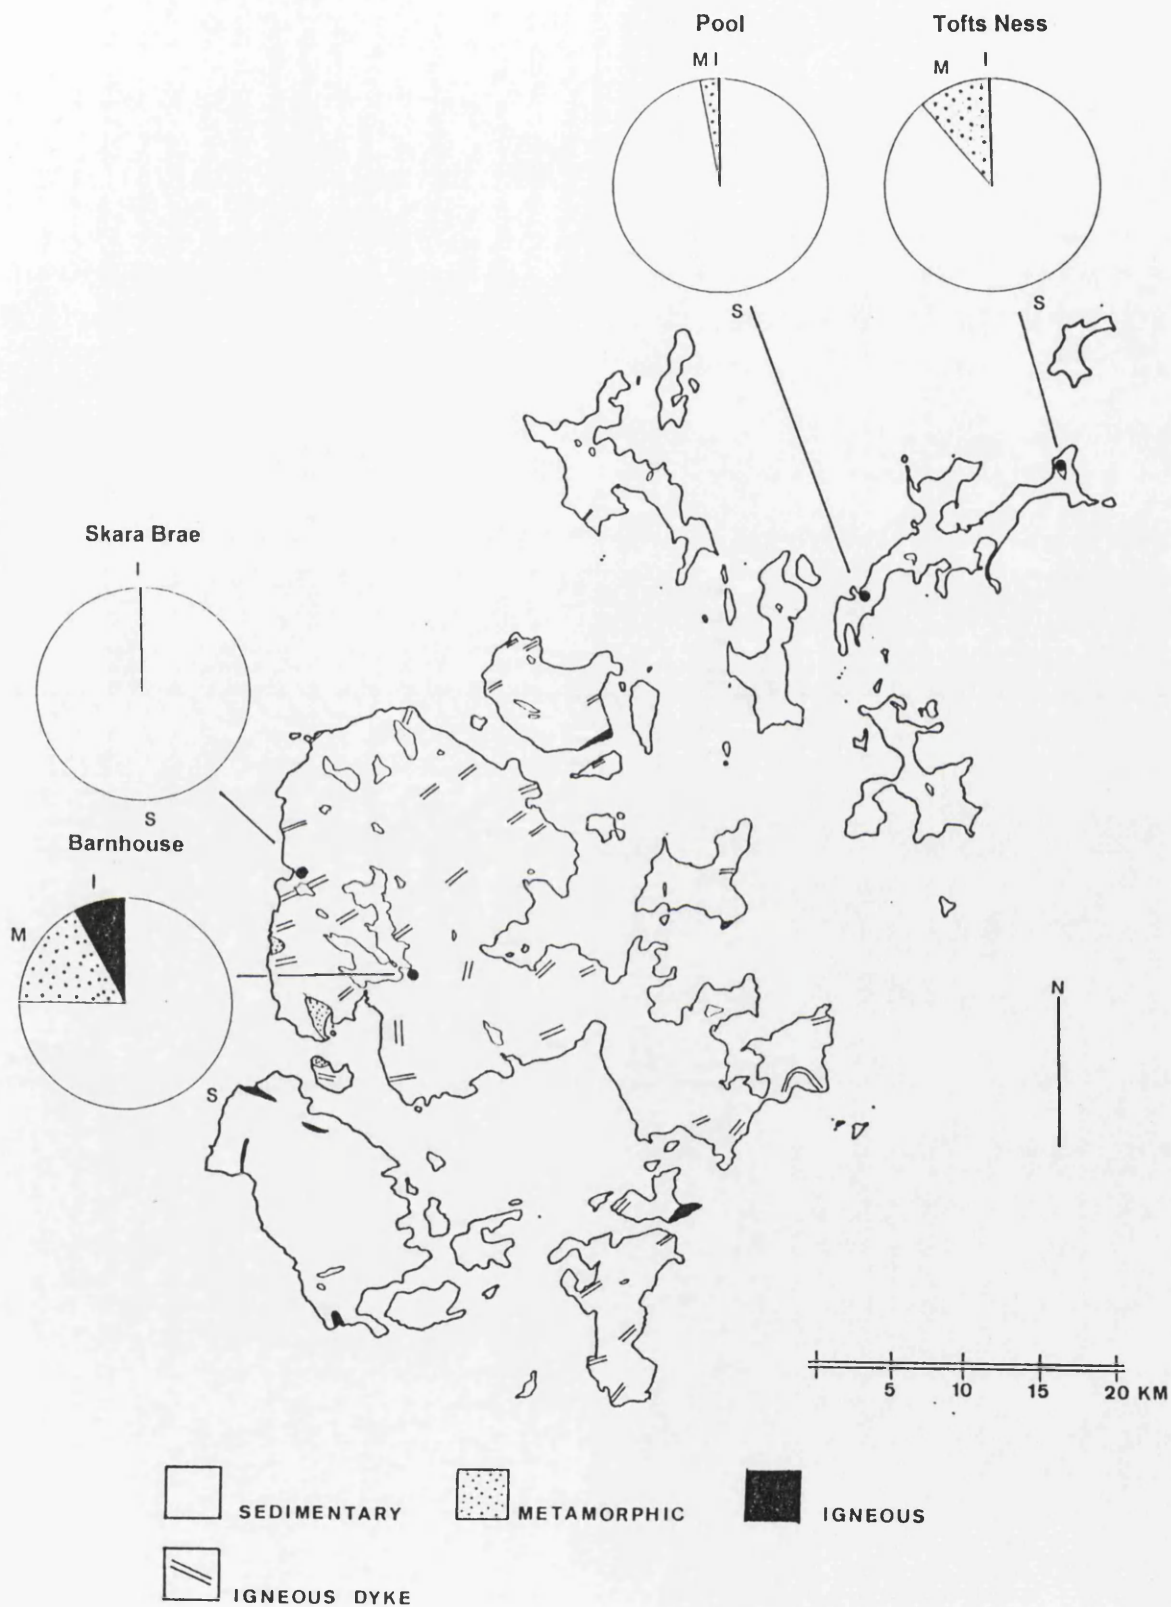 Pool
Tofts Ness
M I
M I
S
S
Skara Brae
I
S
Barnhouse
I
M
S
N
5 10 15 20 KM
SEDIMENTARY METAMORPHIC IGNEOUS
IGNEOUS DYKE